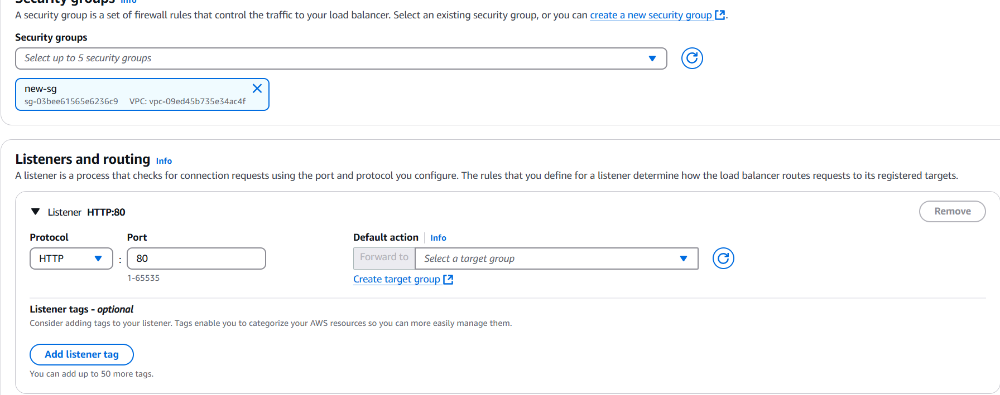 Security groups Info
A security group is a set of firewall rules that control the traffic to your load balancer. Select an existing security group, or you can create a new security group.
Security groups
Select up to 5 security groups
new-sg
sg-03bee61565e6236c9 VPC: vpc-09ed45b735e34ac4f
Listeners and routing Info
A listener is a process that checks for connection requests using the port and protocol you configure. The rules that you define for a listener determine how the load balancer routes requests to its registered targets.
Listener HTTP:80
Remove
Protocol Port Default action Info
HTTP : 80 Forward to Select a target group
1-65535 Create target group
Listener tags - optional
Consider adding tags to your listener. Tags enable you to categorize your AWS resources so you can more easily manage them.
Add listener tag
You can add up to 50 more tags.